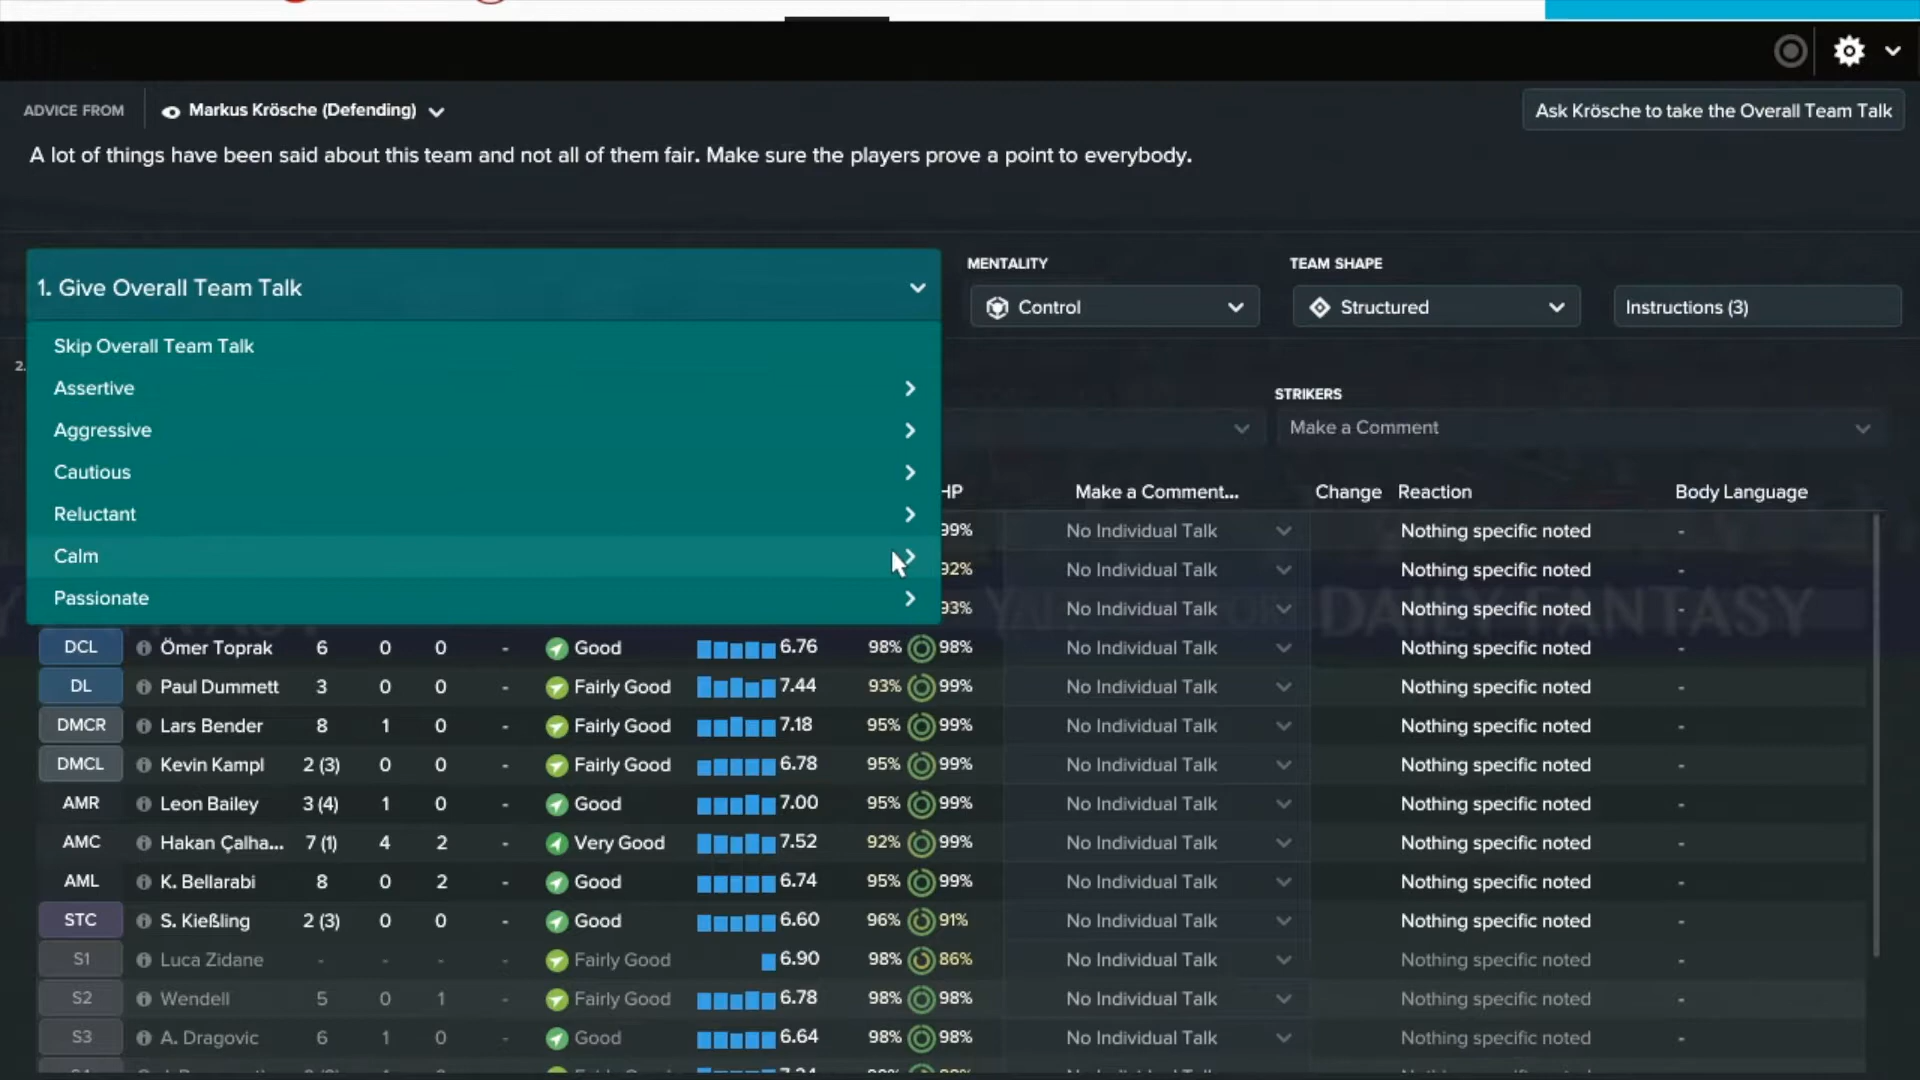 ADVICE FROM Markus Krösche (Defending) Ask Krösche to take the Overall Team Talk
A lot of things have been said about this team and not all of them fair. Make sure the players prove a point to everybody.
MENTALITY TEAM SHAPE
1. Give Overall Team Talk Control Structured Instructions (3)
Skip Overall Team Talk
2.
Assertive STRIKERS
Aggressive Make a Comment
Cautious
HP Make a Comment... Change Reaction Body Language
Reluctant 99% No Individual Talk Nothing specific noted -
Calm 92% No Individual Talk Nothing specific noted -
Passionate 93% No Individual Talk Nothing specific noted -
DAILY FANTASY
DCL Ömer Toprak 6 0 0 - Good 6.76 98% 98% No Individual Talk Nothing specific noted -
DL Paul Dummett 3 0 0 - Fairly Good 7.44 93% 99% No Individual Talk Nothing specific noted -
DMCR Lars Bender 8 1 0 - Fairly Good 7.18 95% 99% No Individual Talk Nothing specific noted -
DMCL Kevin Kampl 2 (3) 0 0 - Fairly Good 6.78 95% 99% No Individual Talk Nothing specific noted -
AMR Leon Bailey 3 (4) 1 0 - Good 7.00 95% 99% No Individual Talk Nothing specific noted -
AMC Hakan Çalha... 7 (1) 4 2 - Very Good 7.52 92% 99% No Individual Talk Nothing specific noted -
AML K. Bellarabi 8 0 2 - Good 6.74 95% 99% No Individual Talk Nothing specific noted -
STC S. Kießling 2 (3) 0 0 - Good 6.60 96% 91% No Individual Talk Nothing specific noted -
S1 Luca Zidane - - - - Fairly Good 6.90 98% 86% No Individual Talk Nothing specific noted -
S2 Wendell 5 0 1 - Fairly Good 6.78 98% 98% No Individual Talk Nothing specific noted -
S3 A. Dragovic 6 1 0 - Good 6.64 98% 98% No Individual Talk Nothing specific noted -